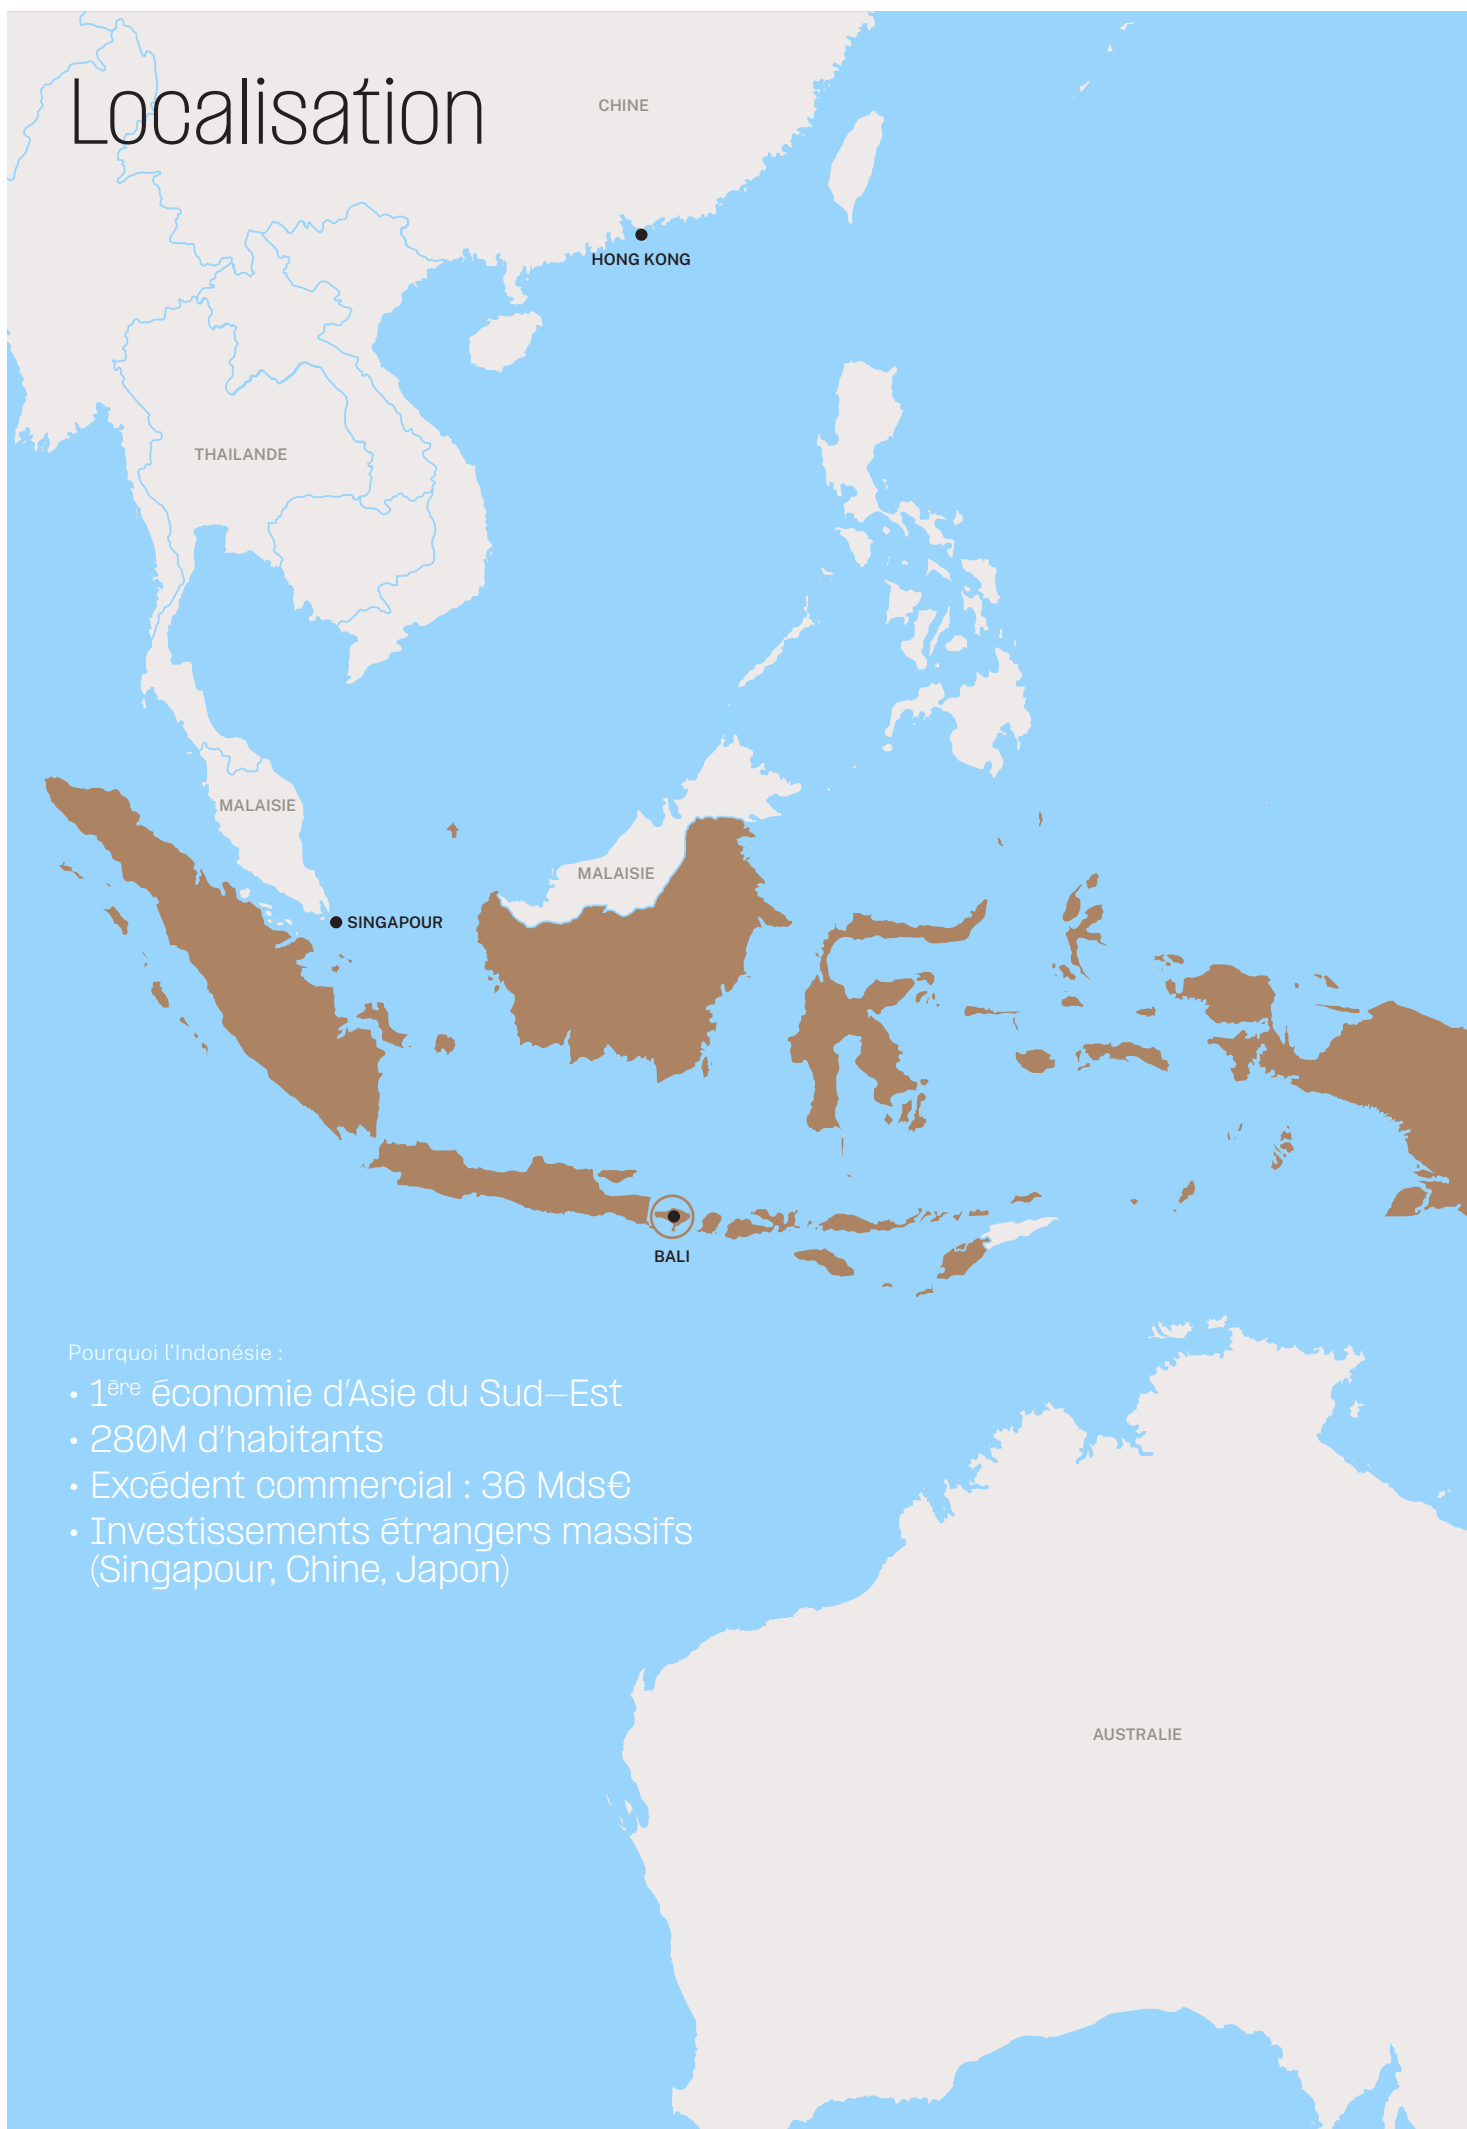 Localisation
CHINE
HONG KONG
THAILANDE
MALAISIE
MALAISIE
SINGAPOUR
BALI
Pourquoi l'Indonésie :
• 1ère économie d'Asie du Sud–Est
• 280M d'habitants
• Excédent commercial : 36 Mds€
• Investissements étrangers massifs
(Singapour, Chine, Japon)
AUSTRALIE